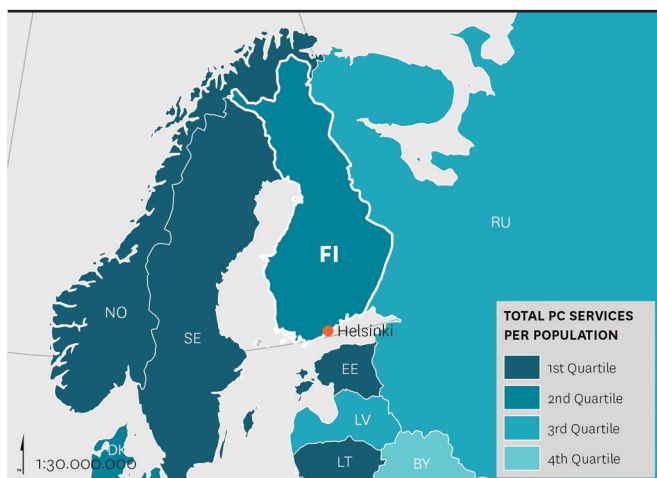 FI
RU
NO
SE
Helsinki
EE
LV
LT
BY
DK
1:30.000.000
N
TOTAL PC SERVICES
PER POPULATION
1st Quartile
2nd Quartile
3rd Quartile
4th Quartile